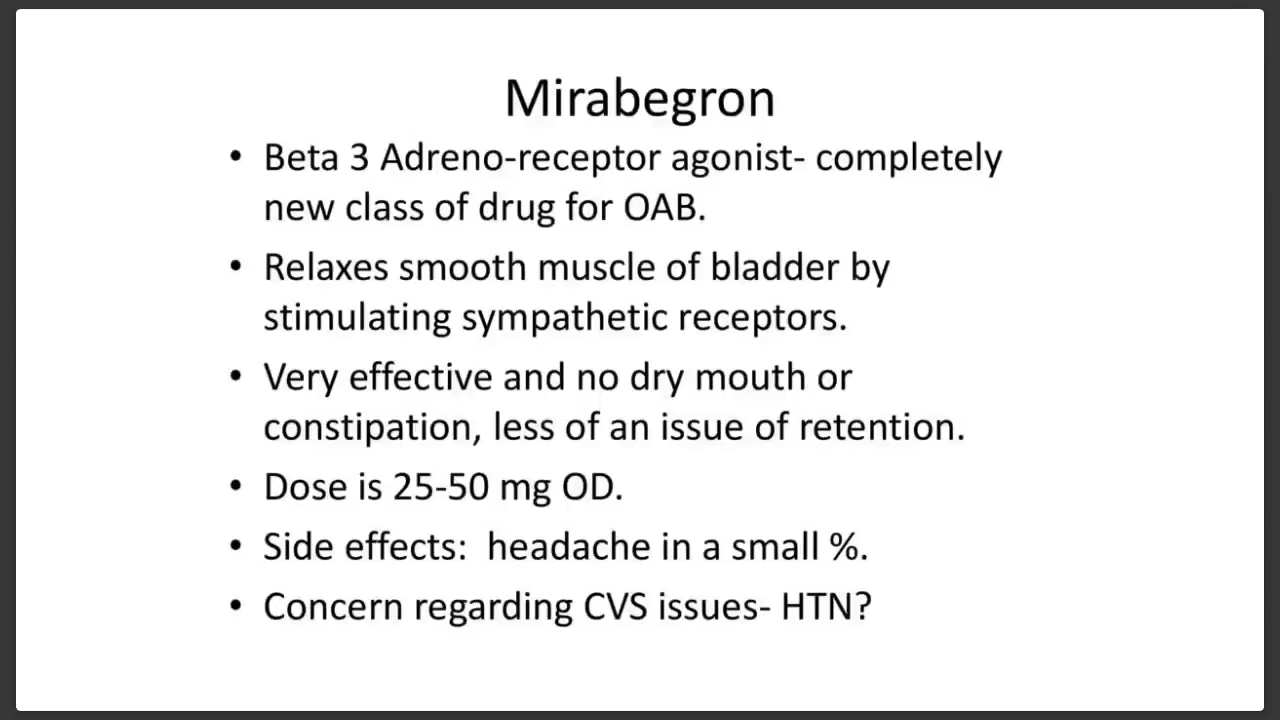 Mirabegron
• Beta 3 Adreno-receptor agonist- completely
new class of drug for OAB.
• Relaxes smooth muscle of bladder by
stimulating sympathetic receptors.
• Very effective and no dry mouth or
constipation, less of an issue of retention.
• Dose is 25-50 mg OD.
• Side effects:  headache in a small %.
• Concern regarding CVS issues- HTN?